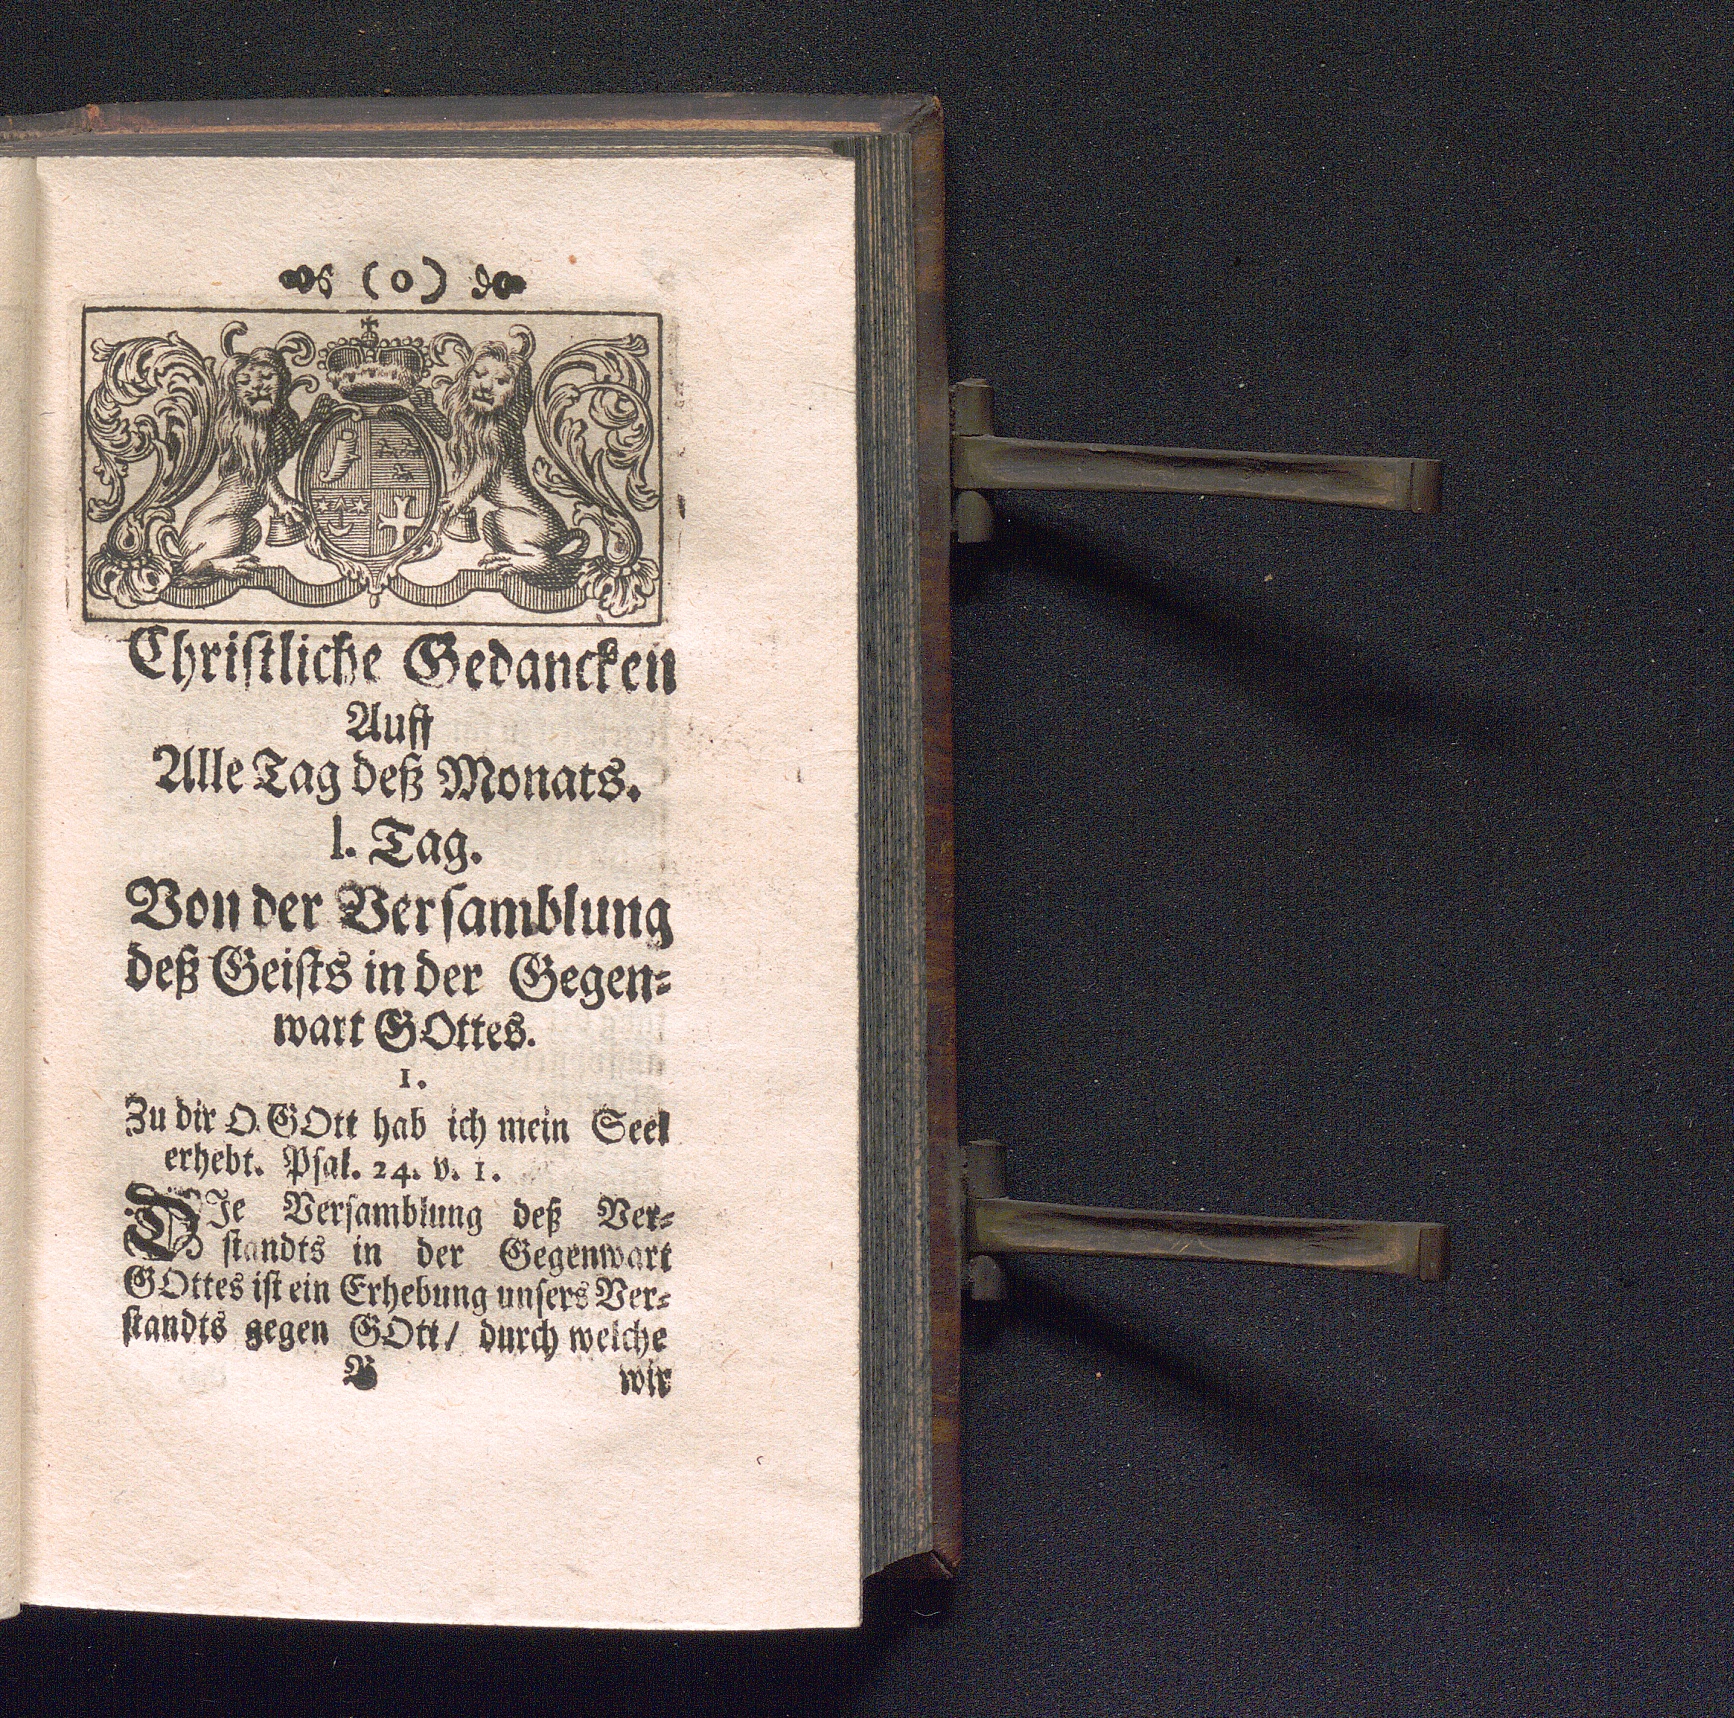 (o)
Christliche Gedancken
Auff
Alle Tag deß Monats.
I. Tag.
Von der Versamblung
deß Geists in der Gegen-
wart GOttes.
1.
Zu dir O GOtt hab ich mein Seel
erhebt. Psal. 24. v. 1.
DIe Versamblung deß Ver-
standts in der Gegenwart
GOttes ist ein Erhebung unsers Ver-
standts gegen GOtt/ durch welche
B wir